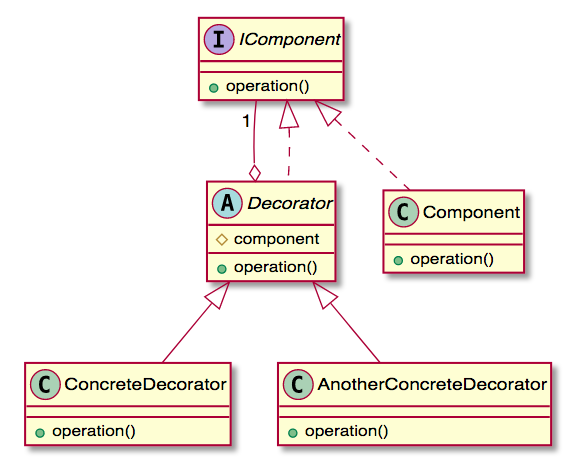 I IComponent
operation()
1
A Decorator
component
operation()
C Component
operation()
C ConcreteDecorator
operation()
C AnotherConcreteDecorator
operation()